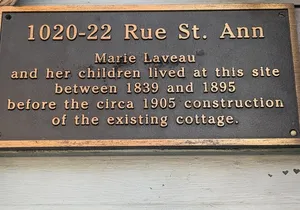 1020-22 Rue St. Ann
Marie Laveau
and her children lived at this site
between 1839 and 1895
before the circa 1905 construction
of the existing cottage.